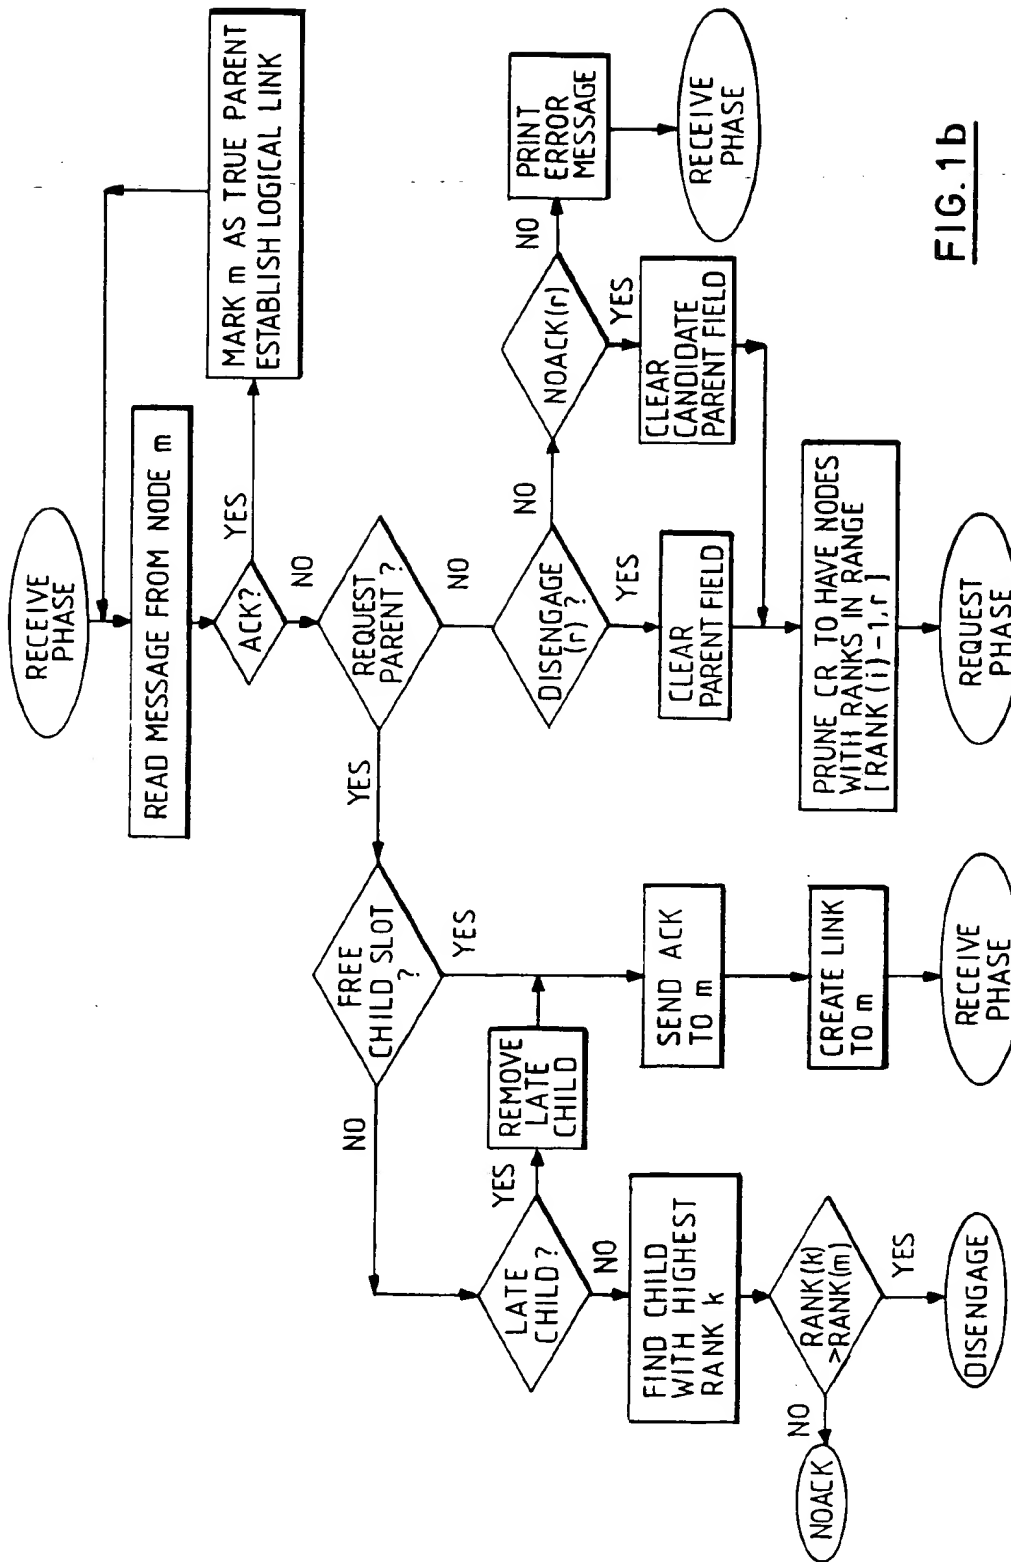 RECEIVE
PHASE
READ MESSAGE FROM NODE m
ACK?
YES
MARK m AS TRUE PARENT
ESTABLISH LOGICAL LINK
NO
REQUEST
PARENT ?
YES
NO
FREE
CHILD SLOT
?
NO
YES
LATE
CHILD?
YES
REMOVE
LATE
CHILD
NO
FIND CHILD
WITH HIGHEST
RANK k
RANK(k)
>RANK(m)
NO
NOACK
YES
DISENGAGE
SEND ACK
TO m
CREATE LINK
TO m
RECEIVE
PHASE
DISENGAGE
(r) ?
NO
YES
CLEAR
PARENT FIELD
NOACK(r)
NO
PRINT
ERROR
MESSAGE
RECEIVE
PHASE
YES
CLEAR
CANDIDATE
PARENT FIELD
PRUNE CR TO HAVE NODES
WITH RANKS IN RANGE
[RANK(i)-1,r]
REQUEST
PHASE
FIG.1b